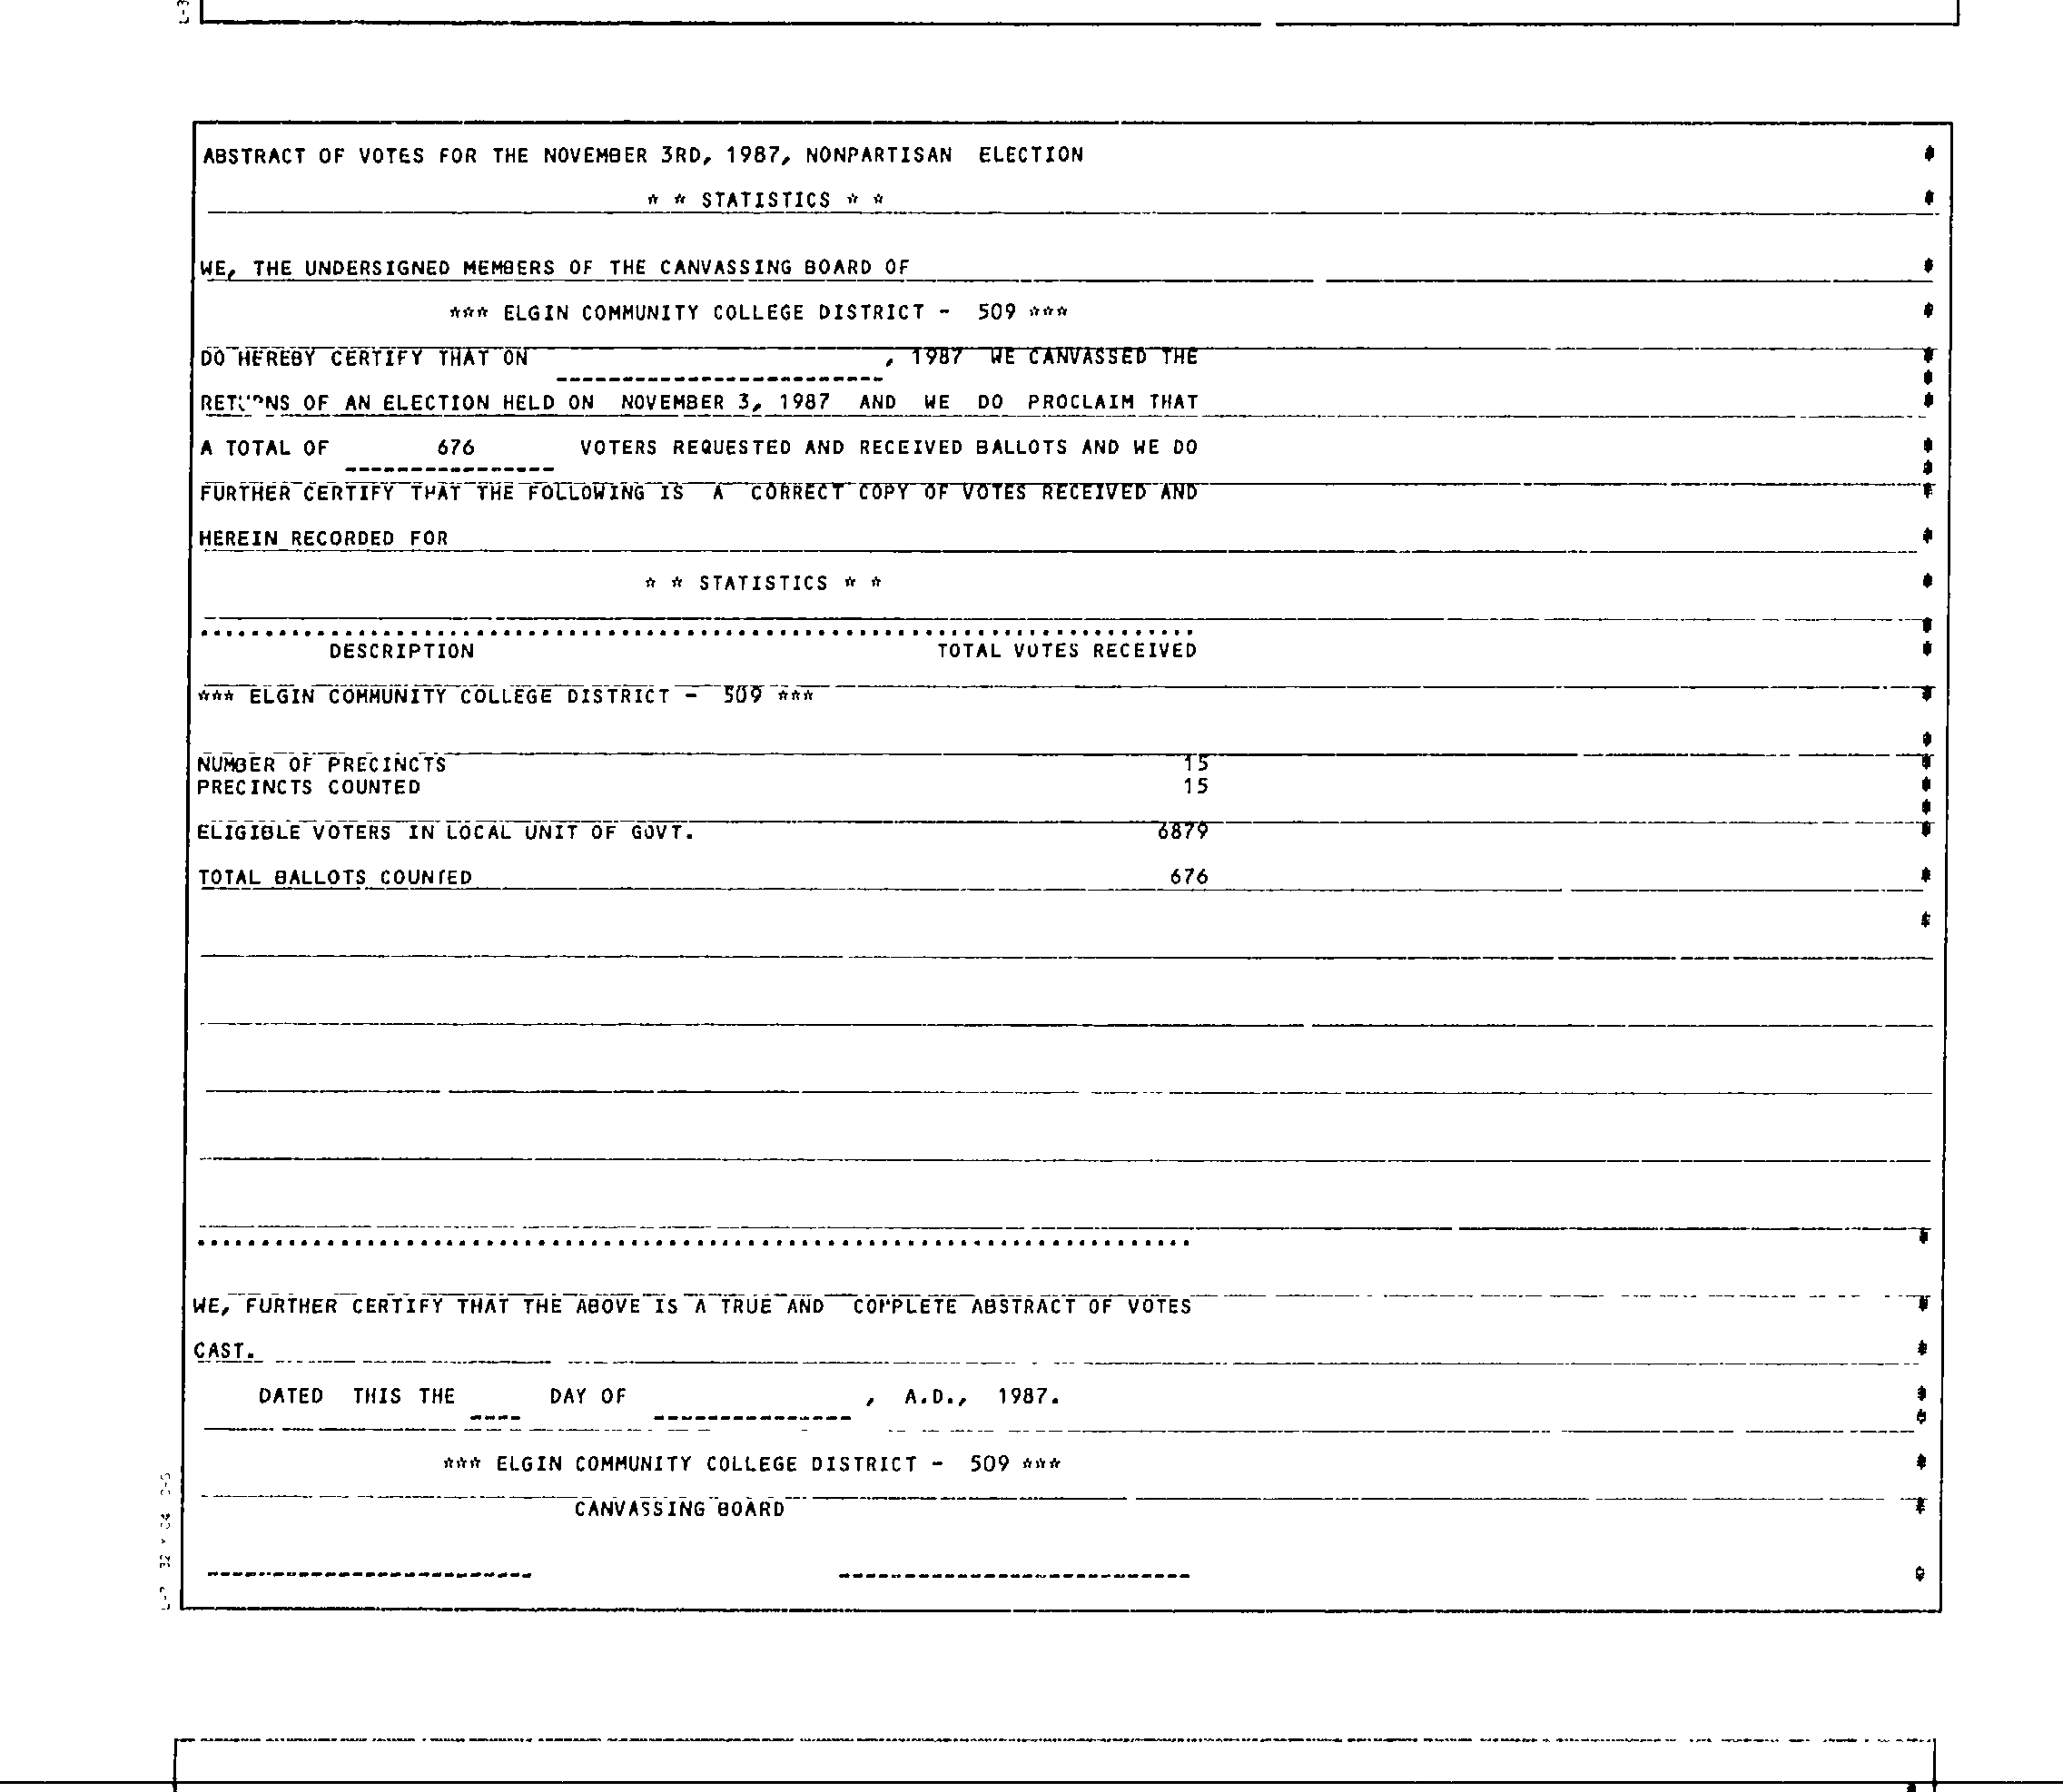 ABSTRACT OF VOTES FOR THE NOVEMBER 3RD, 1987, NONPARTISAN ELECTION
* * STATISTICS * *
WE, THE UNDERSIGNED MEMBERS OF THE CANVASSING BOARD OF
*** ELGIN COMMUNITY COLLEGE DISTRICT - 509 ***
DO HEREBY CERTIFY THAT ON , 1987 WE CANVASSED THE
RETURNS OF AN ELECTION HELD ON NOVEMBER 3, 1987 AND WE DO PROCLAIM THAT
A TOTAL OF 676 VOTERS REQUESTED AND RECEIVED BALLOTS AND WE DO
FURTHER CERTIFY THAT THE FOLLOWING IS A CORRECT COPY OF VOTES RECEIVED AND
HEREIN RECORDED FOR
* * STATISTICS * *
DESCRIPTION TOTAL VOTES RECEIVED
*** ELGIN COMMUNITY COLLEGE DISTRICT - 509 ***
NUMBER OF PRECINCTS 15
PRECINCTS COUNTED 15
ELIGIBLE VOTERS IN LOCAL UNIT OF GOVT. 6879
TOTAL BALLOTS COUNTED 676
WE, FURTHER CERTIFY THAT THE ABOVE IS A TRUE AND COMPLETE ABSTRACT OF VOTES
CAST.
DATED THIS THE DAY OF , A.D., 1987.
*** ELGIN COMMUNITY COLLEGE DISTRICT - 509 ***
CANVASSING BOARD